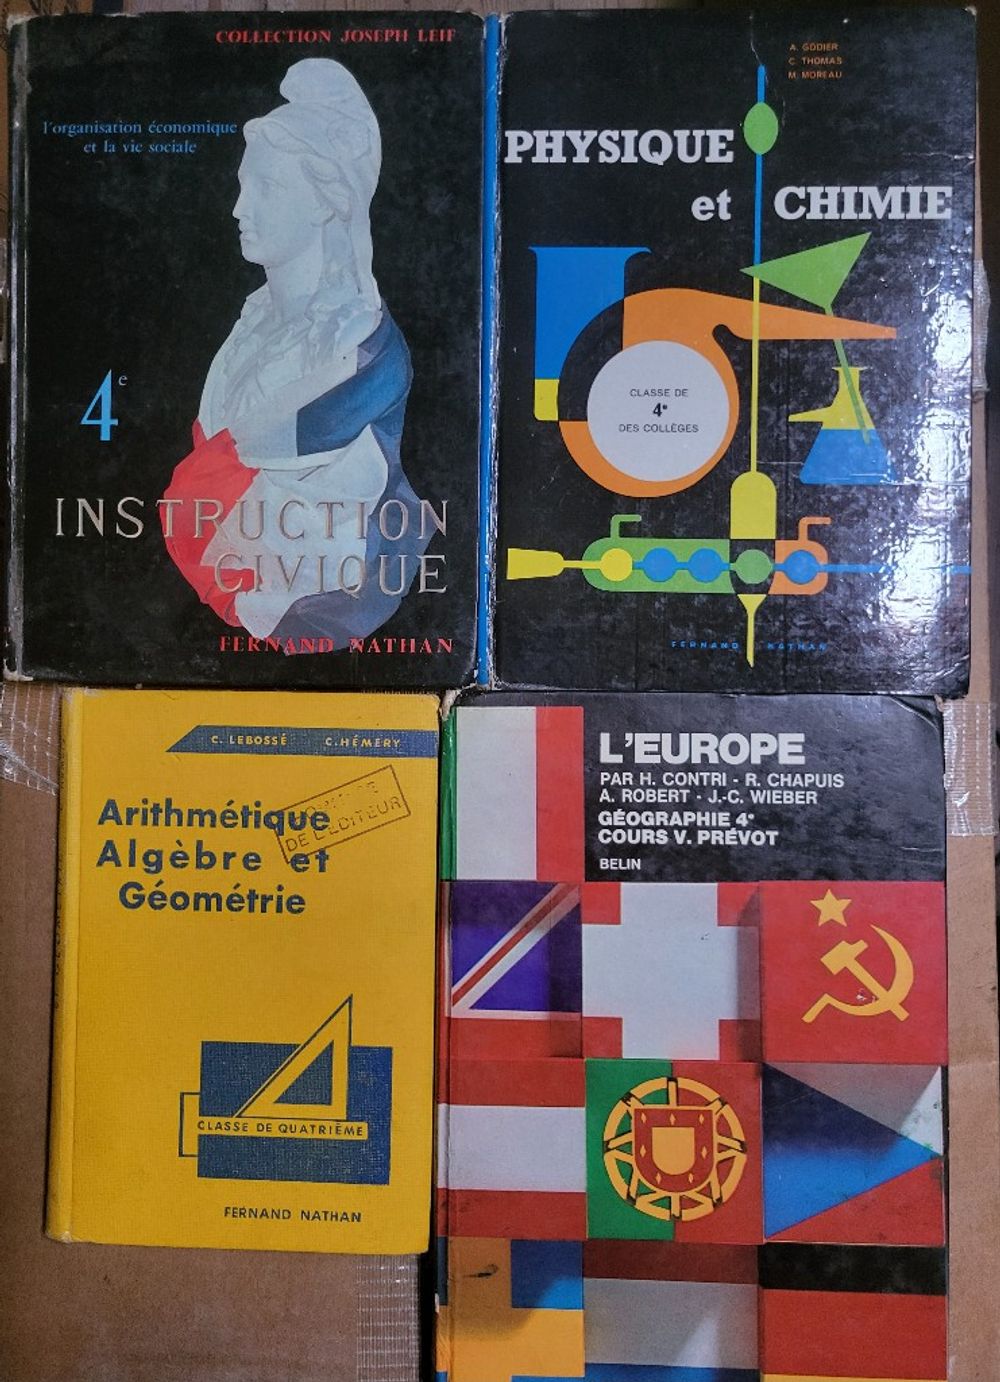 COLLECTION JOSEPH LEIF
l'organisation économique
et la vie sociale
4e
INSTRUCTION
CIVIQUE
FERNAND NATHAN
A. GODIER
C. THOMAS
M. MOREAU
PHYSIQUE
et CHIMIE
CLASSE DE
4e
DES COLLÈGES
FERNAND NATHAN
C. LEBOSSÉ C. HÉMERY
Arithmétique
Algèbre et
Géométrie
DE L'ÉDITEUR
CLASSE DE QUATRIÈME
FERNAND NATHAN
L'EUROPE
PAR H. CONTRI - R. CHAPUIS
A. ROBERT - J.-C. WIEBER
GÉOGRAPHIE 4e
COURS V. PRÉVOT
BELIN